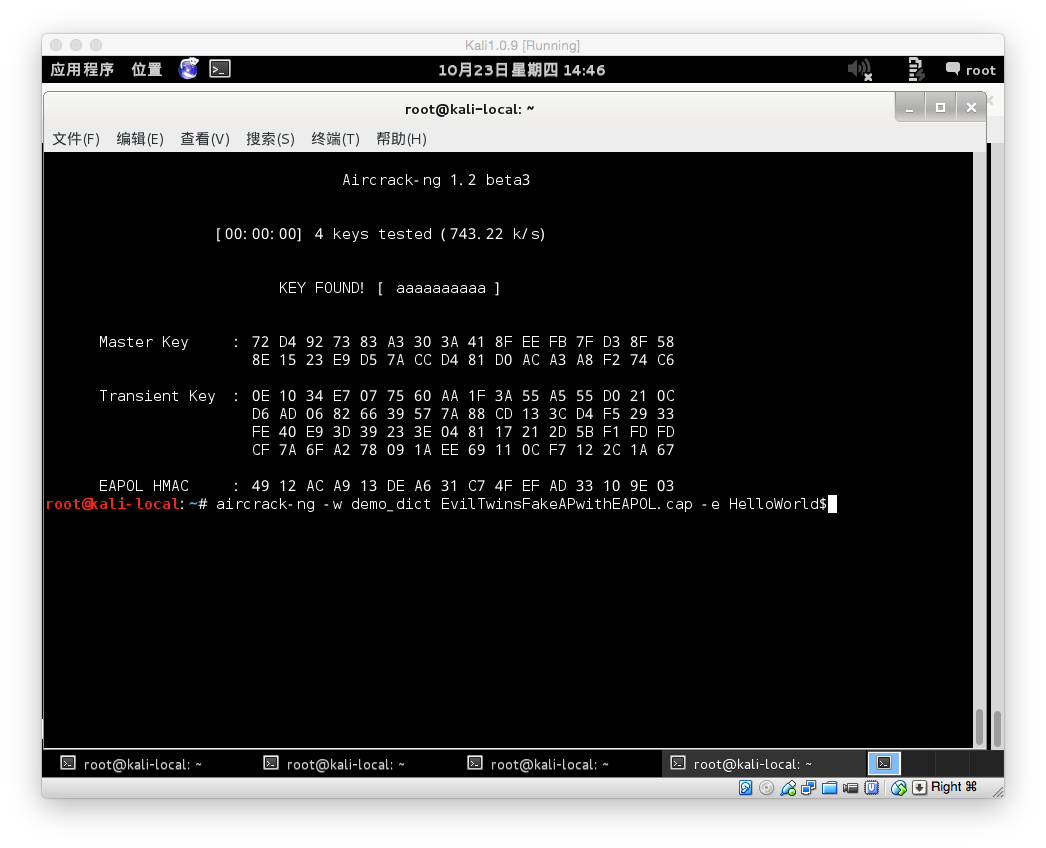 Kali1.0.9 [Running]
应用程序 位置 10月23日星期四 14:46 root
root@kali-local: ~
文件(F) 编辑(E) 查看(V) 搜索(S) 终端(T) 帮助(H)
Aircrack-ng 1.2 beta3
[00:00:00] 4 keys tested (743.22 k/s)
KEY FOUND! [ aaaaaaaaaa ]
Master Key : 72 D4 92 73 83 A3 30 3A 41 8F EE FB 7F D3 8F 58
8E 15 23 E9 D5 7A CC D4 81 D0 AC A3 A8 F2 74 C6
Transient Key : 0E 10 34 E7 07 75 60 AA 1F 3A 55 A5 55 D0 21 0C
D6 AD 06 82 66 39 57 7A 88 CD 13 3C D4 F5 29 33
FE 40 E9 3D 39 23 3E 04 81 17 21 2D 5B F1 FD FD
CF 7A 6F A2 78 09 1A EE 69 11 0C F7 12 2C 1A 67
EAPOL HMAC : 49 12 AC A9 13 DE A6 31 C7 4F EF AD 33 10 9E 03
root@kali-local:~# aircrack-ng -w demo_dict EvilTwinsFakeAPwithEAPOL.cap -e HelloWorld$
root@kali-local: ~ root@kali-local: ~ root@kali-local: ~ root@kali-local: ~
Right ⌘